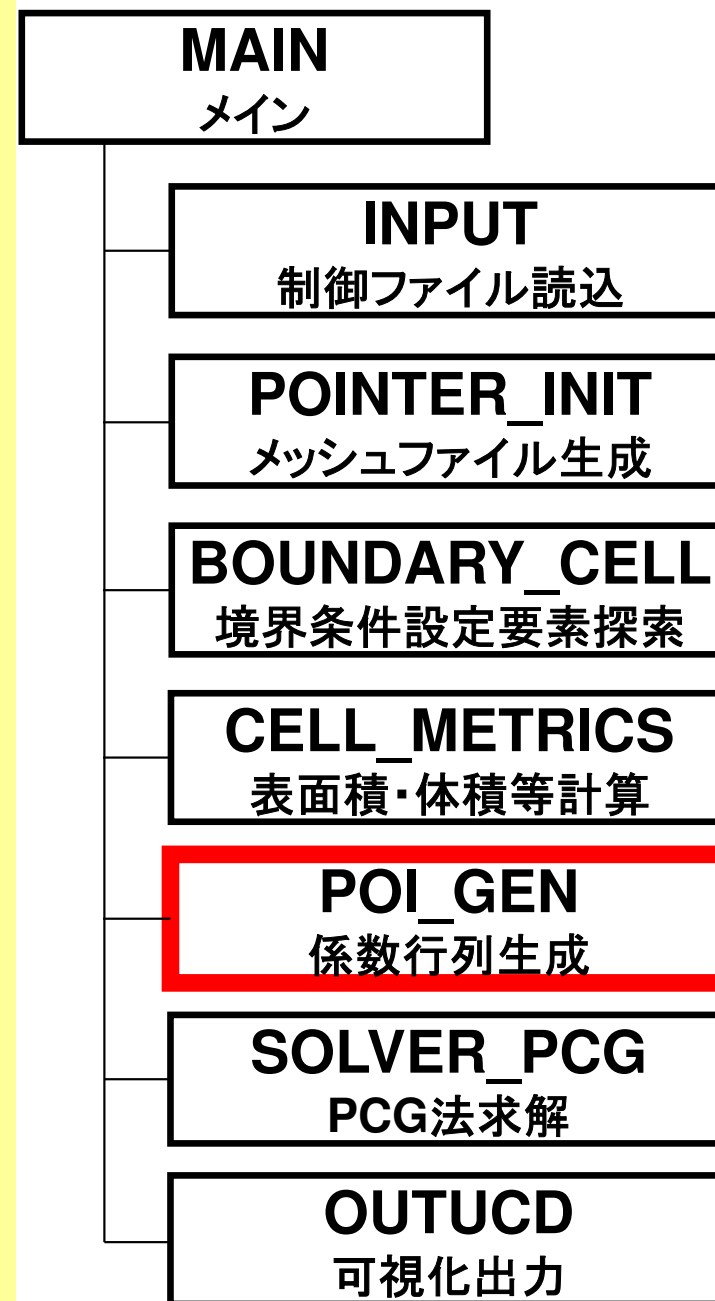 MAIN
メイン
INPUT
制御ファイル読込
POINTER_INIT
メッシュファイル生成
BOUNDARY_CELL
境界条件設定要素探索
CELL_METRICS
表面積・体積等計算
POI_GEN
係数行列生成
SOLVER_PCG
PCG法求解
OUTUCD
可視化出力